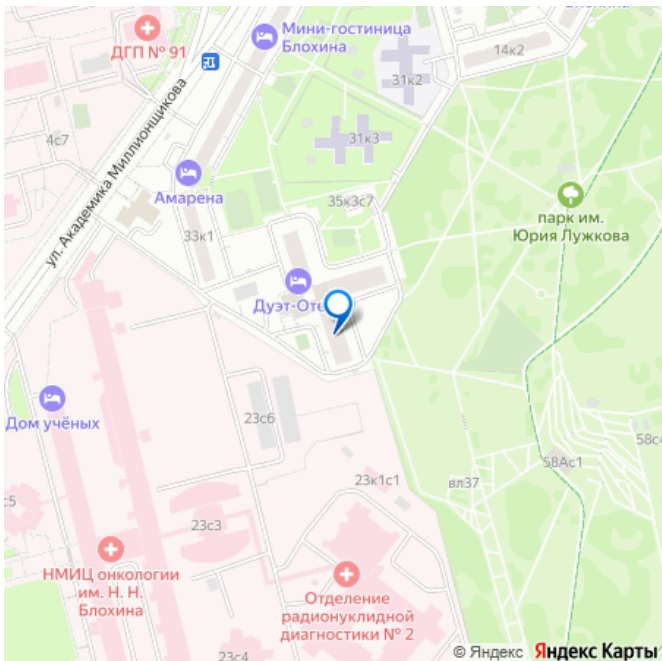 Мини-гостиница
Блохина
ДГП № 91
14к2
31к2
4с7
31к3
ул. Академика Миллионщикова
Амарена
35к3с7
парк им.
Юрия Лужкова
33к1
Дуэт-Оте
Дом учёных
23с6
58с4
58Ас1
23к1с1
вл37
с5
23с3
НМИЦ онкологии
им. Н. Н.
Блохина
Отделение
радионуклидной
диагностики № 2
23с4
© Яндекс Яндекс Карты